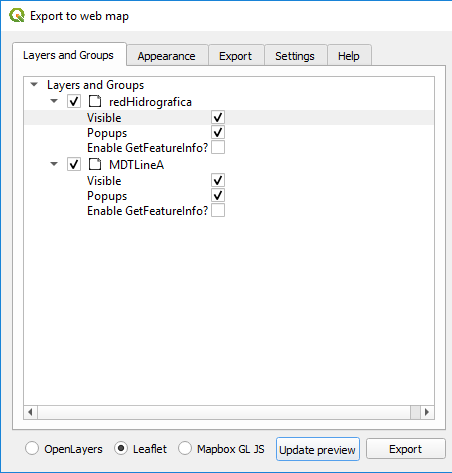 Export to web map
Layers and Groups Appearance Export Settings Help
Layers and Groups
redHidrografica
Visible
Popups
Enable GetFeatureInfo?
MDTLineA
Visible
Popups
Enable GetFeatureInfo?
OpenLayers Leaflet Mapbox GL JS Update preview Export